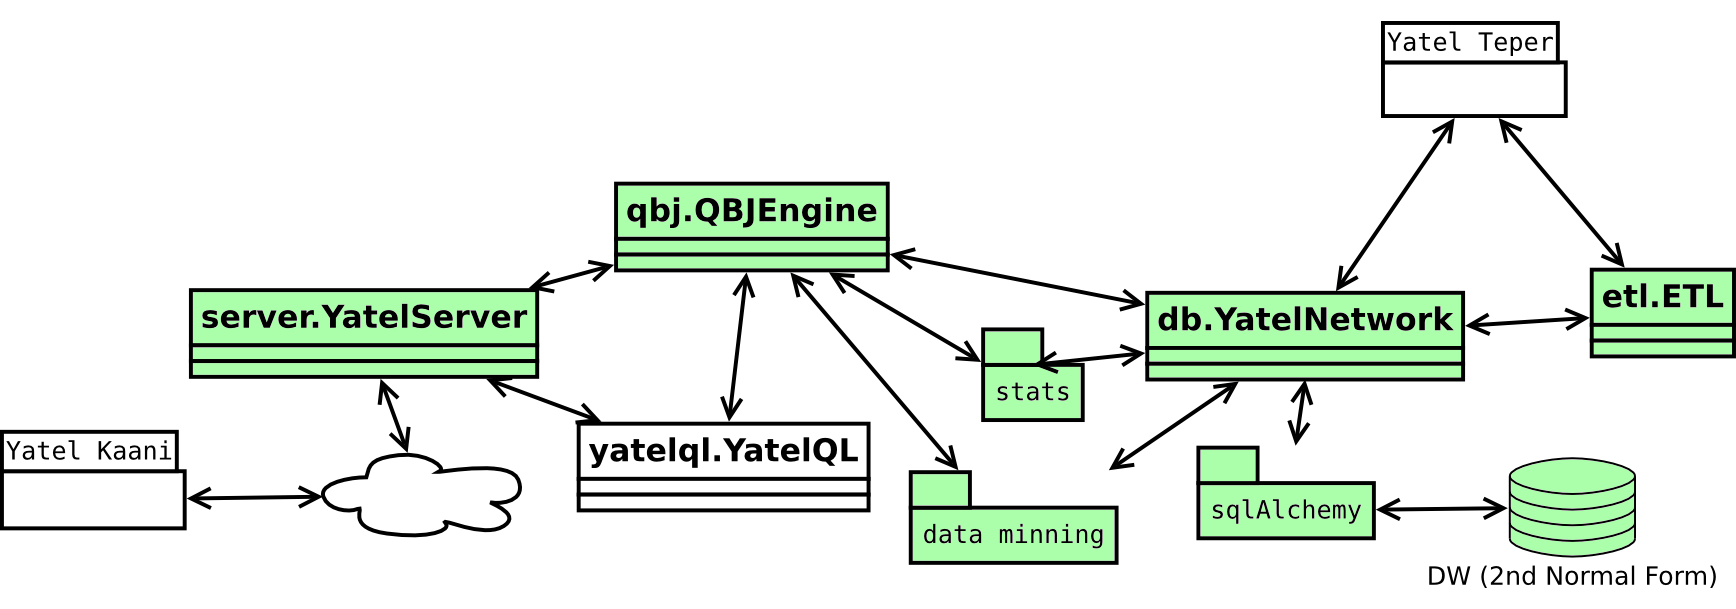 Yatel Teper
qbj.QBJEngine
etl.ETL
server.YatelServer
db.YatelNetwork
stats
Yatel Kaani
yatelql.YatelQL
sqlAlchemy
data minning
DW (2nd Normal Form)